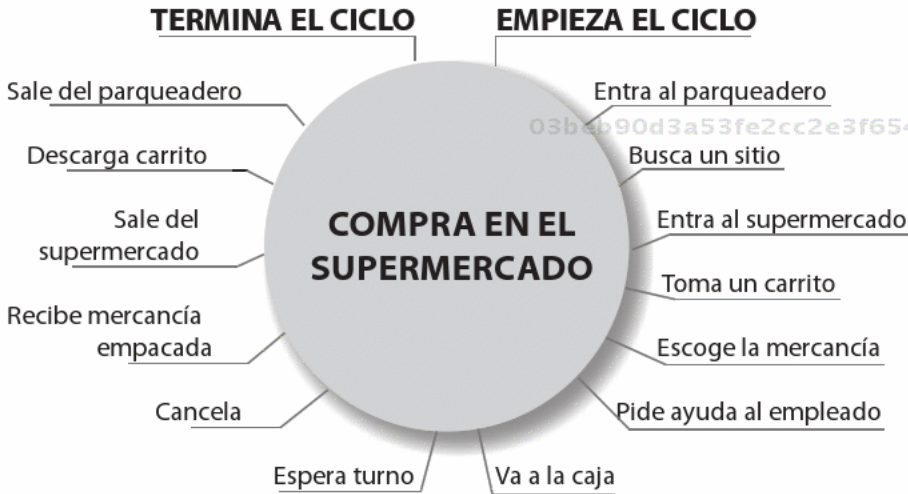 TERMINA EL CICLO
EMPIEZA EL CICLO
Entra al parqueadero
Busca un sitio
Entra al supermercado
Toma un carrito
Escoge la mercancía
Pide ayuda al empleado
Va a la caja
Espera turno
Cancela
Recibe mercancía
empacada
Sale del
supermercado
Descarga carrito
Sale del parqueadero
COMPRA EN EL
SUPERMERCADO